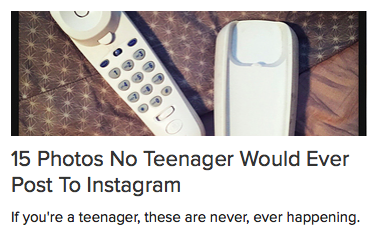 15 Photos No Teenager Would Ever
Post To Instagram
If you're a teenager, these are never, ever happening.